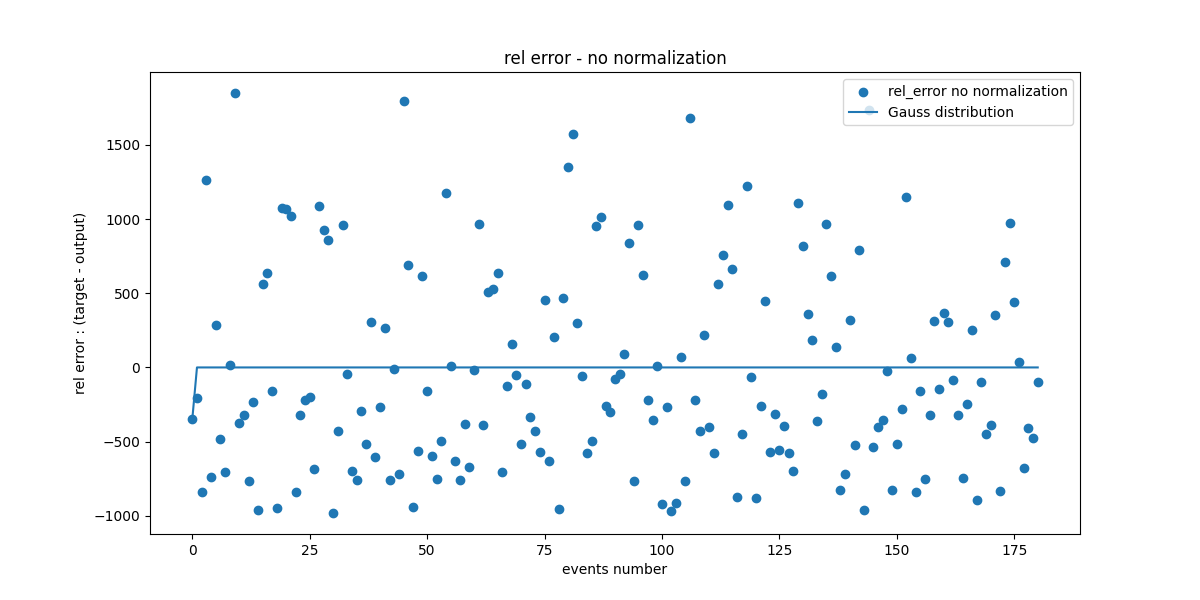 rel error - no normalization
rel_error no normalization
Gauss distribution
rel error : (target - output)
1500
1000
500
0
−500
−1000
0 25 50 75 100 125 150 175
events number